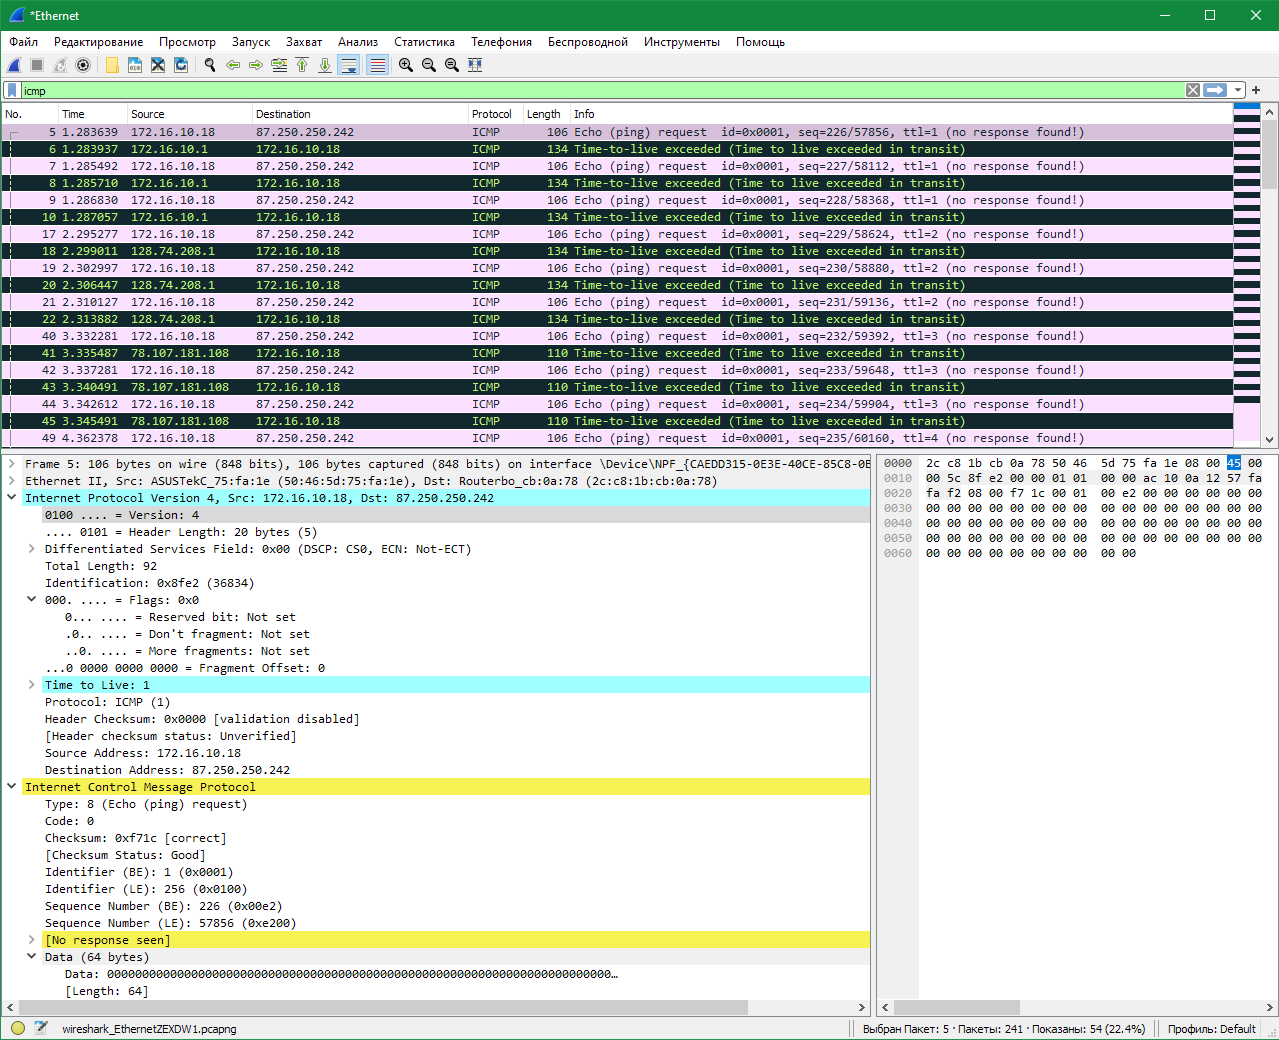 *Ethernet
Файл Редактирование Просмотр Запуск Захват Анализ Статистика Телефония Беспроводной Инструменты Помощь
icmp
No. Time Source Destination Protocol Length Info
5 1.283639 172.16.10.18 87.250.250.242 ICMP 106 Echo (ping) request id=0x0001, seq=226/57856, ttl=1 (no response found!)
6 1.283937 172.16.10.1 172.16.10.18 ICMP 134 Time-to-live exceeded (Time to live exceeded in transit)
7 1.285492 172.16.10.18 87.250.250.242 ICMP 106 Echo (ping) request id=0x0001, seq=227/58112, ttl=1 (no response found!)
8 1.285710 172.16.10.1 172.16.10.18 ICMP 134 Time-to-live exceeded (Time to live exceeded in transit)
9 1.286830 172.16.10.18 87.250.250.242 ICMP 106 Echo (ping) request id=0x0001, seq=228/58368, ttl=1 (no response found!)
10 1.287057 172.16.10.1 172.16.10.18 ICMP 134 Time-to-live exceeded (Time to live exceeded in transit)
17 2.295277 172.16.10.18 87.250.250.242 ICMP 106 Echo (ping) request id=0x0001, seq=229/58624, ttl=2 (no response found!)
18 2.299011 128.74.208.1 172.16.10.18 ICMP 134 Time-to-live exceeded (Time to live exceeded in transit)
19 2.302997 172.16.10.18 87.250.250.242 ICMP 106 Echo (ping) request id=0x0001, seq=230/58880, ttl=2 (no response found!)
20 2.306447 128.74.208.1 172.16.10.18 ICMP 134 Time-to-live exceeded (Time to live exceeded in transit)
21 2.310127 172.16.10.18 87.250.250.242 ICMP 106 Echo (ping) request id=0x0001, seq=231/59136, ttl=2 (no response found!)
22 2.313882 128.74.208.1 172.16.10.18 ICMP 134 Time-to-live exceeded (Time to live exceeded in transit)
40 3.332281 172.16.10.18 87.250.250.242 ICMP 106 Echo (ping) request id=0x0001, seq=232/59392, ttl=3 (no response found!)
41 3.335487 78.107.181.108 172.16.10.18 ICMP 110 Time-to-live exceeded (Time to live exceeded in transit)
42 3.337281 172.16.10.18 87.250.250.242 ICMP 106 Echo (ping) request id=0x0001, seq=233/59648, ttl=3 (no response found!)
43 3.340491 78.107.181.108 172.16.10.18 ICMP 110 Time-to-live exceeded (Time to live exceeded in transit)
44 3.342612 172.16.10.18 87.250.250.242 ICMP 106 Echo (ping) request id=0x0001, seq=234/59904, ttl=3 (no response found!)
45 3.345491 78.107.181.108 172.16.10.18 ICMP 110 Time-to-live exceeded (Time to live exceeded in transit)
49 4.362378 172.16.10.18 87.250.250.242 ICMP 106 Echo (ping) request id=0x0001, seq=235/60160, ttl=4 (no response found!)
Frame 5: 106 bytes on wire (848 bits), 106 bytes captured (848 bits) on interface \Device\NPF_{CAEDD315-0E3E-40CE-85C8-0E
Ethernet II, Src: ASUSTekC_75:fa:1e (50:46:5d:75:fa:1e), Dst: Routerbo_cb:0a:78 (2c:c8:1b:cb:0a:78)
Internet Protocol Version 4, Src: 172.16.10.18, Dst: 87.250.250.242
0100 .... = Version: 4
.... 0101 = Header Length: 20 bytes (5)
Differentiated Services Field: 0x00 (DSCP: CS0, ECN: Not-ECT)
Total Length: 92
Identification: 0x8fe2 (36834)
000. .... = Flags: 0x0
0... .... = Reserved bit: Not set
.0.. .... = Don't fragment: Not set
..0. .... = More fragments: Not set
...0 0000 0000 0000 = Fragment Offset: 0
Time to Live: 1
Protocol: ICMP (1)
Header Checksum: 0x0000 [validation disabled]
[Header checksum status: Unverified]
Source Address: 172.16.10.18
Destination Address: 87.250.250.242
Internet Control Message Protocol
Type: 8 (Echo (ping) request)
Code: 0
Checksum: 0xf71c [correct]
[Checksum Status: Good]
Identifier (BE): 1 (0x0001)
Identifier (LE): 256 (0x0100)
Sequence Number (BE): 226 (0x00e2)
Sequence Number (LE): 57856 (0xe200)
[No response seen]
Data (64 bytes)
Data: 000000000000000000000000000000000000000000000000000000000000000000000000…
[Length: 64]
0000 2c c8 1b cb 0a 78 50 46 5d 75 fa 1e 08 00 45 00
0010 00 5c 8f e2 00 00 01 01 00 00 ac 10 0a 12 57 fa
0020 fa f2 08 00 f7 1c 00 01 00 e2 00 00 00 00 00 00
0030 00 00 00 00 00 00 00 00 00 00 00 00 00 00 00 00
0040 00 00 00 00 00 00 00 00 00 00 00 00 00 00 00 00
0050 00 00 00 00 00 00 00 00 00 00 00 00 00 00 00 00
0060 00 00 00 00 00 00 00 00 00 00
wireshark_EthernetZEXDW1.pcapng Выбран Пакет: 5 · Пакеты: 241 · Показаны: 54 (22.4%) Профиль: Default